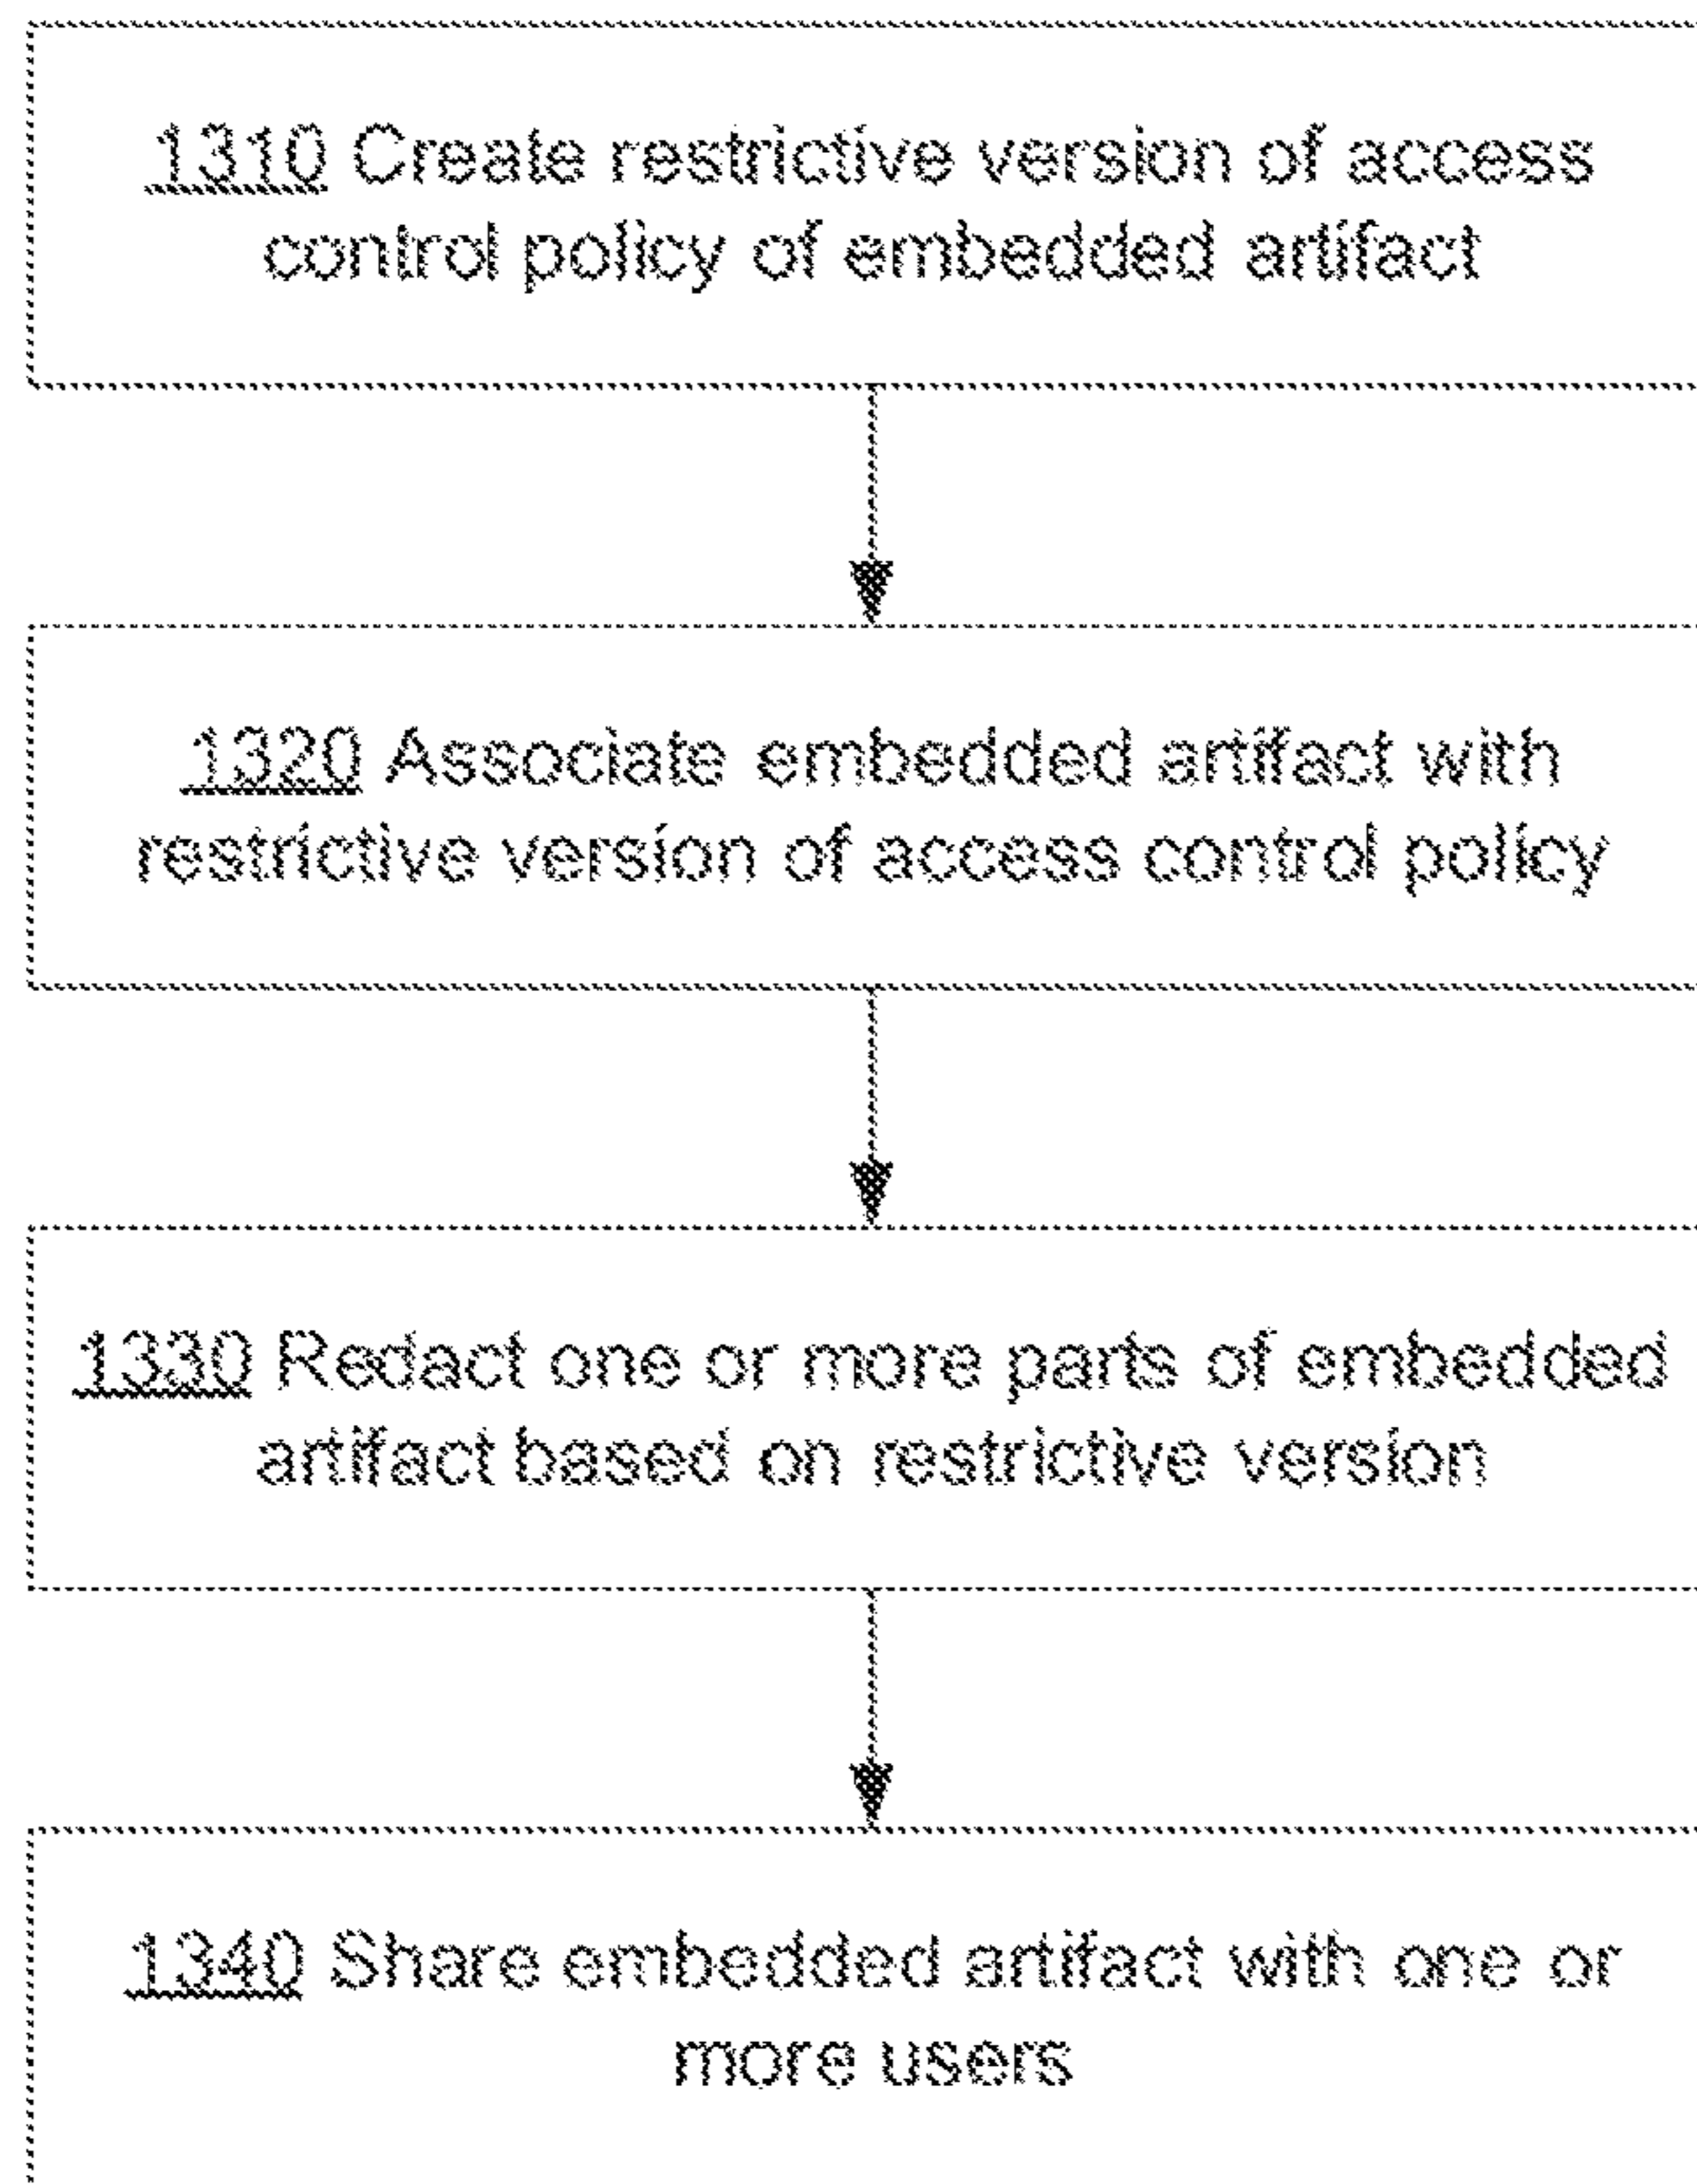 1310 Create restrictive version of access
control policy of embedded artifact
1320 Associate embedded artifact with
restrictive version of access control policy
1330 Redact one or more parts of embedded
artifact based on restrictive version
1340 Share embedded artifact with one or
more users